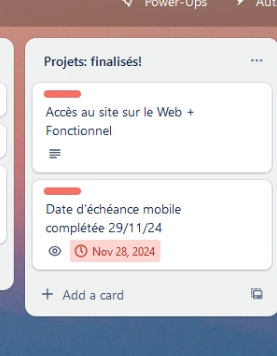 Power-Ups
Projets: finalisés!
Accès au site sur le Web +
Fonctionnel
Date d'échéance mobile
complétée 29/11/24
Nov 28, 2024
Add a card